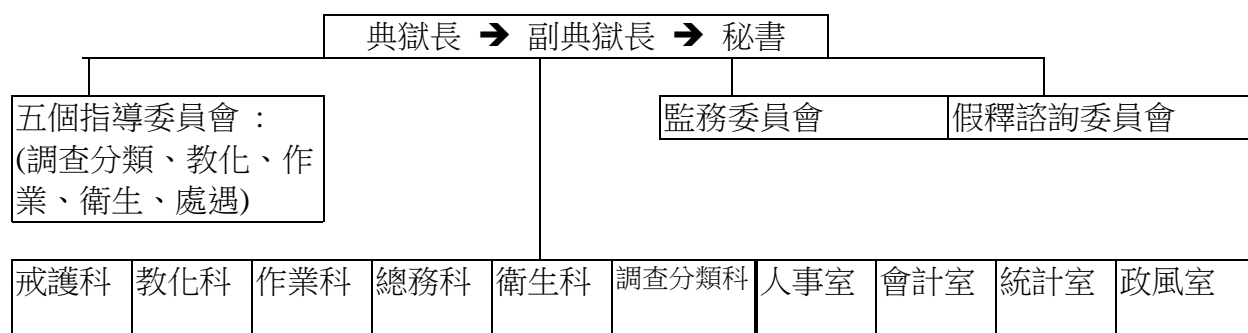 典獄長 ➔ 副典獄長 ➔ 秘書
五個指導委員會：
(調查分類、教化、作
業、衛生、處遇)
監務委員會
假釋諮詢委員會
戒護科
教化科
作業科
總務科
衛生科
調查分類科
人事室
會計室
統計室
政風室